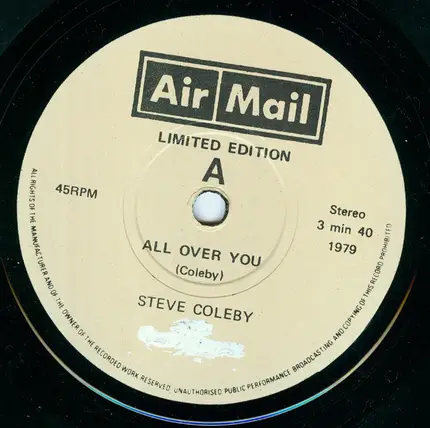 Air Mail
LIMITED EDITION
A
45RPM
Stereo
3 min 40
1979
ALL OVER YOU
(Coleby)
STEVE COLEBY
ALL RIGHTS OF THE MANUFACTURER AND OF THE OWNER OF THE RECORDED WORK RESERVED. UNAUTHORISED PUBLIC PERFORMANCE BROADCASTING AND COPYING OF THIS RECORD PROHIBITED